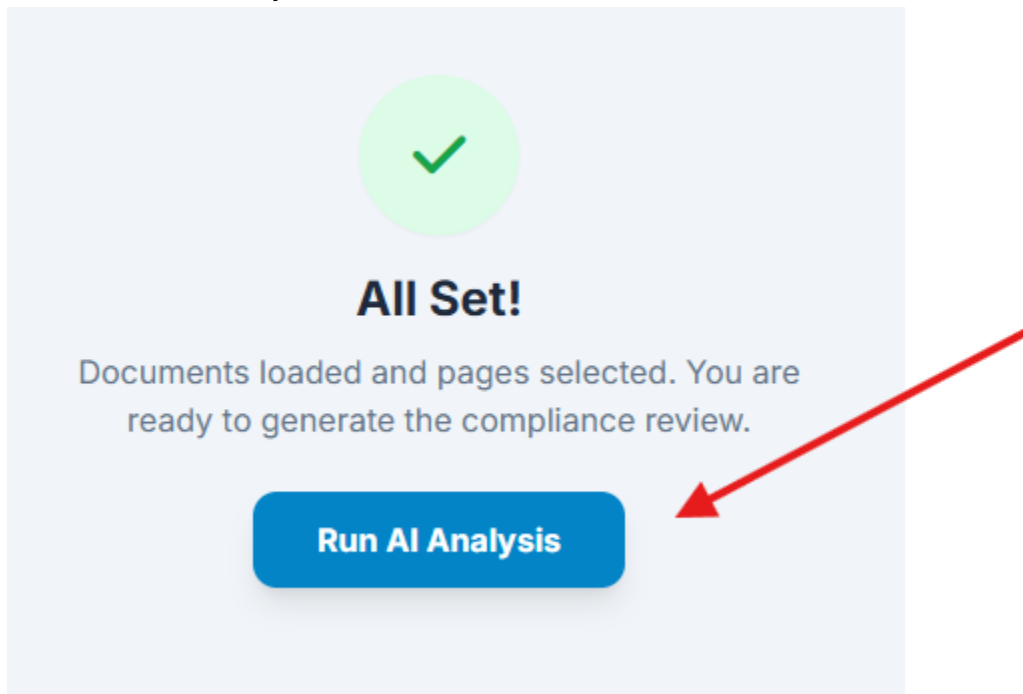 All Set!
Documents loaded and pages selected. You are
ready to generate the compliance review.
Run AI Analysis